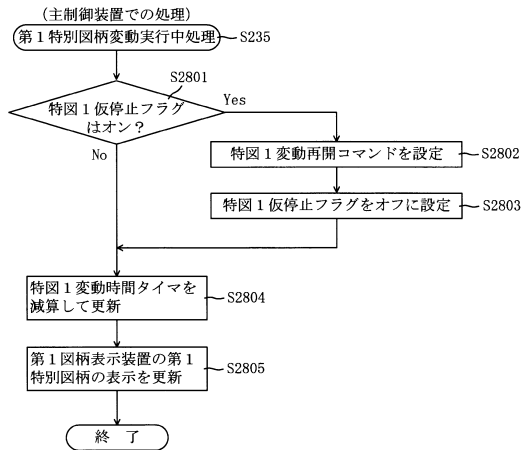 （主制御装置での処理）
第１特別図柄変動実行中処理
S235
S2801
特図１仮停止フラグ
はオン？
Yes
No
特図１変動再開コマンドを設定
S2802
特図１仮停止フラグをオフに設定
S2803
特図１変動時間タイマを
減算して更新
S2804
第１図柄表示装置の第１
特別図柄の表示を更新
S2805
終　了